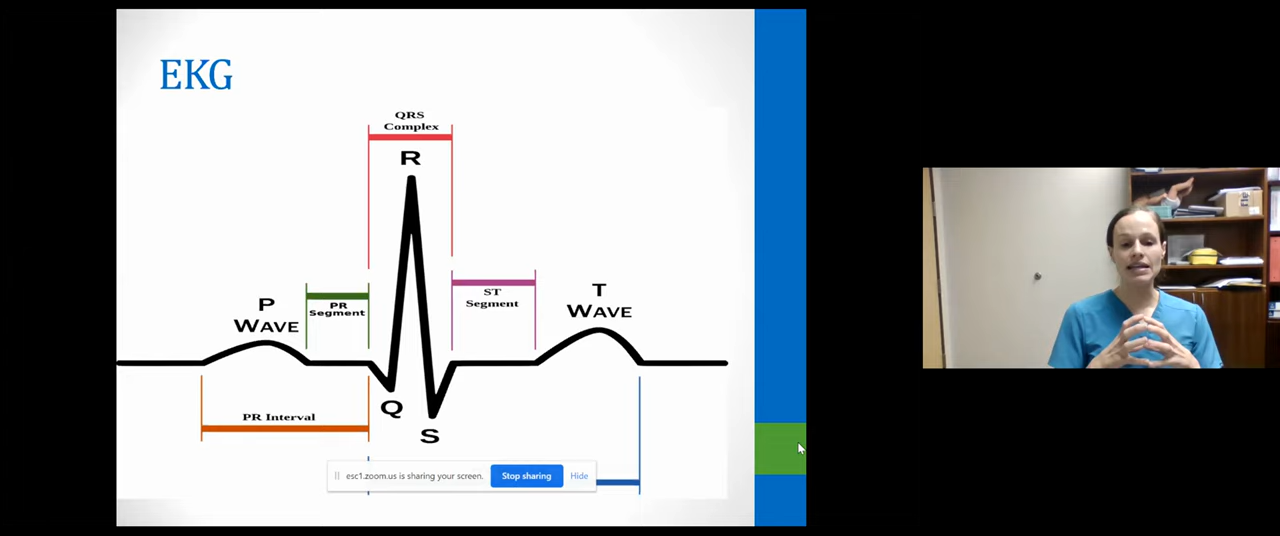 EKG
QRS
Complex
R
P
WAVE
PR
Segment
ST
Segment
T
WAVE
PR Interval
Q
S
esc1.zoom.us is sharing your screen.
Stop sharing
Hide